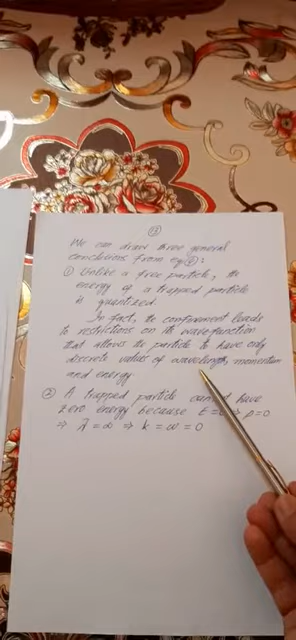 We can draw three general
conclusions from eq
① Unlike a free particle, the
energy of a trapped particle
is quantized.
In fact, the confinement leads
to restrictions on its wavefunction
that allows the particle to have only
discrete values of wavelength, momentum
and energy.
② A trapped particle cannot have
zero energy because E=0 ⇒ p=0
⇒ λ = ∞ ⇒ k = ω = 0